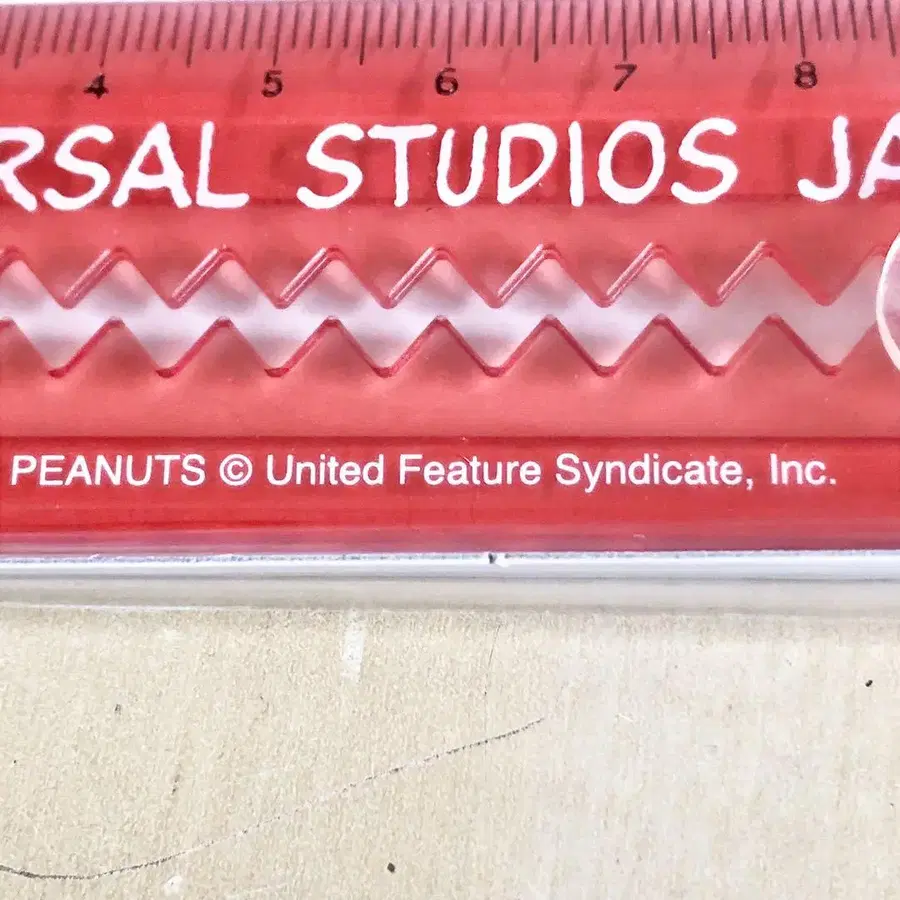 4 5 6 7 8
RSAL STUDIOS JA
PEANUTS © United Feature Syndicate, Inc.